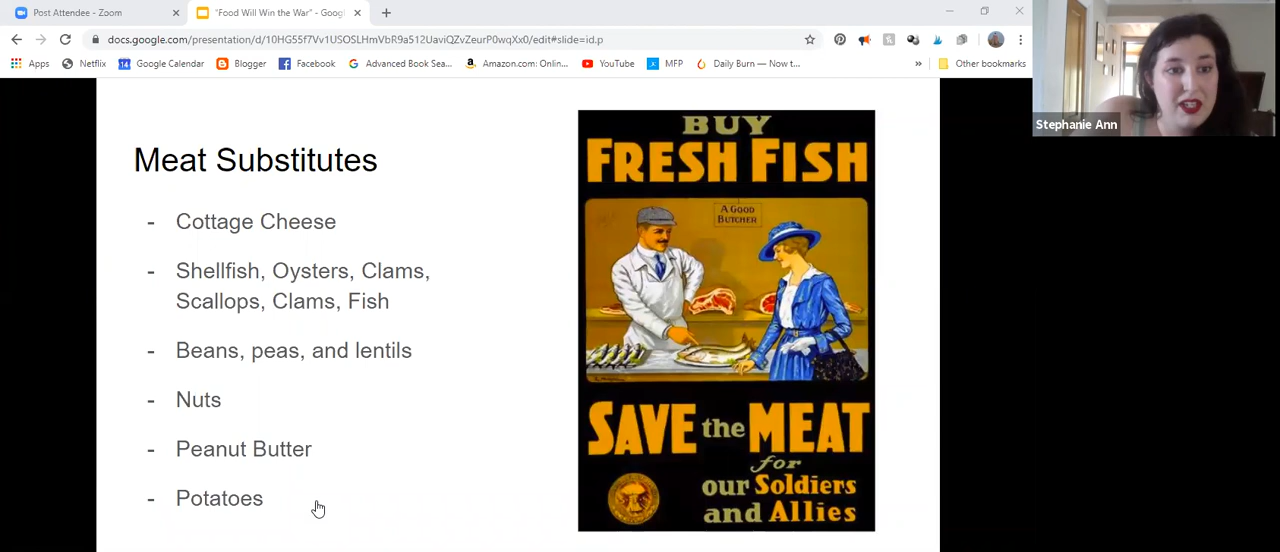 Post Attendee - Zoom
"Food Will Win the War" - Goo
docs.google.com/presentation/d/10HG55f7Vv1USOSLHmVbR9a512UaviQZvZeurP0wqXx0/edit#slide=id.p
Apps
Netflix
Google Calendar
Blogger
Facebook
Advanced Book Sea...
Amazon.com: Onlin...
YouTube
MFP
Daily Burn — Now t...
»
Other bookmarks
Stephanie Ann
Meat Substitutes
- Cottage Cheese
- Shellfish, Oysters, Clams,
Scallops, Clams, Fish
- Beans, peas, and lentils
- Nuts
- Peanut Butter
- Potatoes
BUY
FRESH FISH
A GOOD
BUTCHER
SAVE the MEAT
for
our Soldiers
and Allies